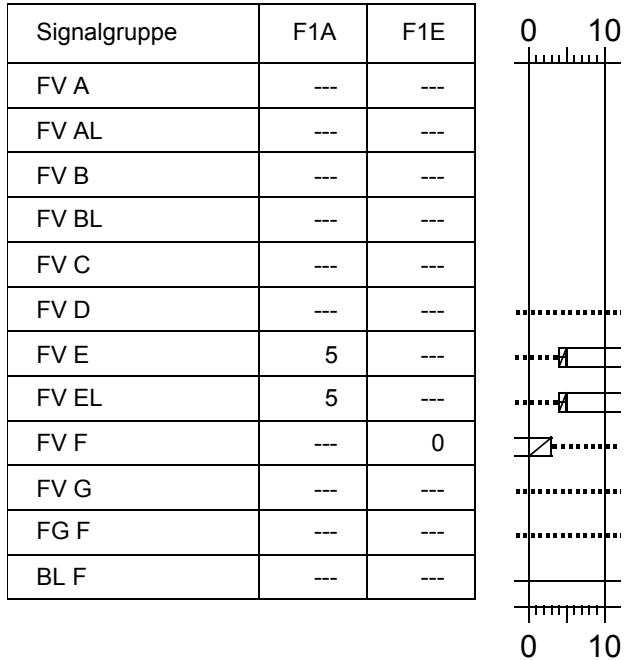 Signalgruppe F1A F1E 0 10
FV A --- ---
FV AL --- ---
FV B --- ---
FV BL --- ---
FV C --- ---
FV D --- ---
FV E 5 ---
FV EL 5 ---
FV F --- 0
FV G --- ---
FG F --- ---
BL F --- ---
0 10